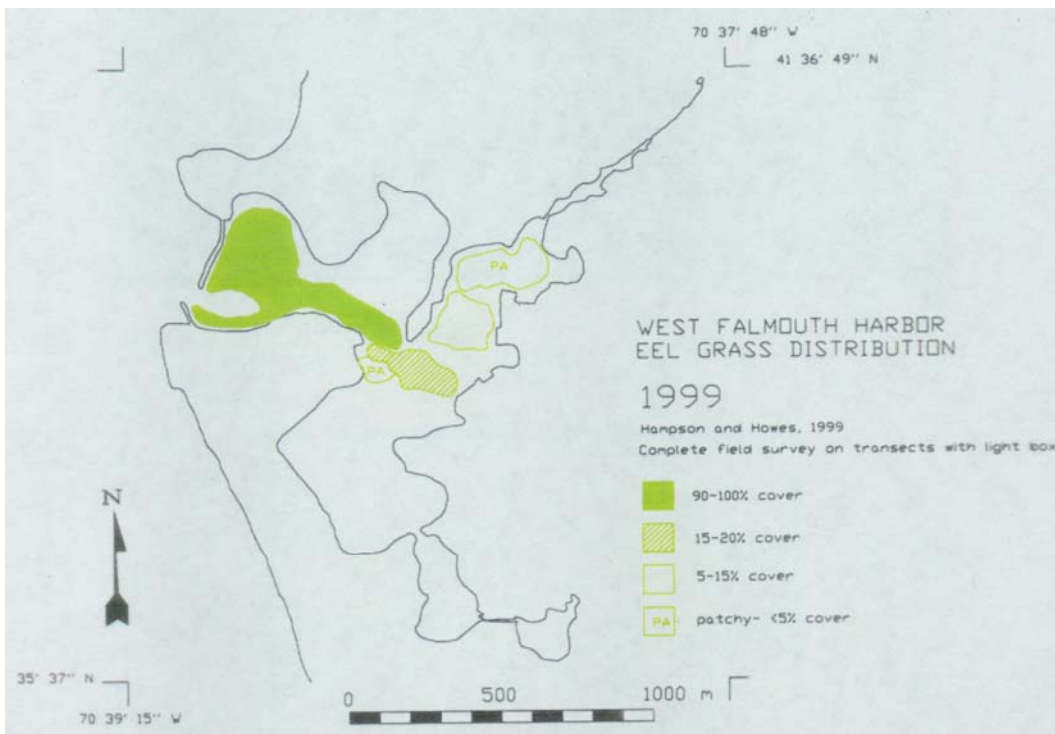 70 37' 48" W
41 36' 49" N
PA
PA
WEST FALMOUTH HARBOR
EEL GRASS DISTRIBUTION
1999
Hampson and Howes, 1999
Complete field survey on transects with light box
N
90-100% cover
15-20% cover
5-15% cover
PA patchy- <5% cover
35' 37" N
70 39' 15" W
0 500 1000 m